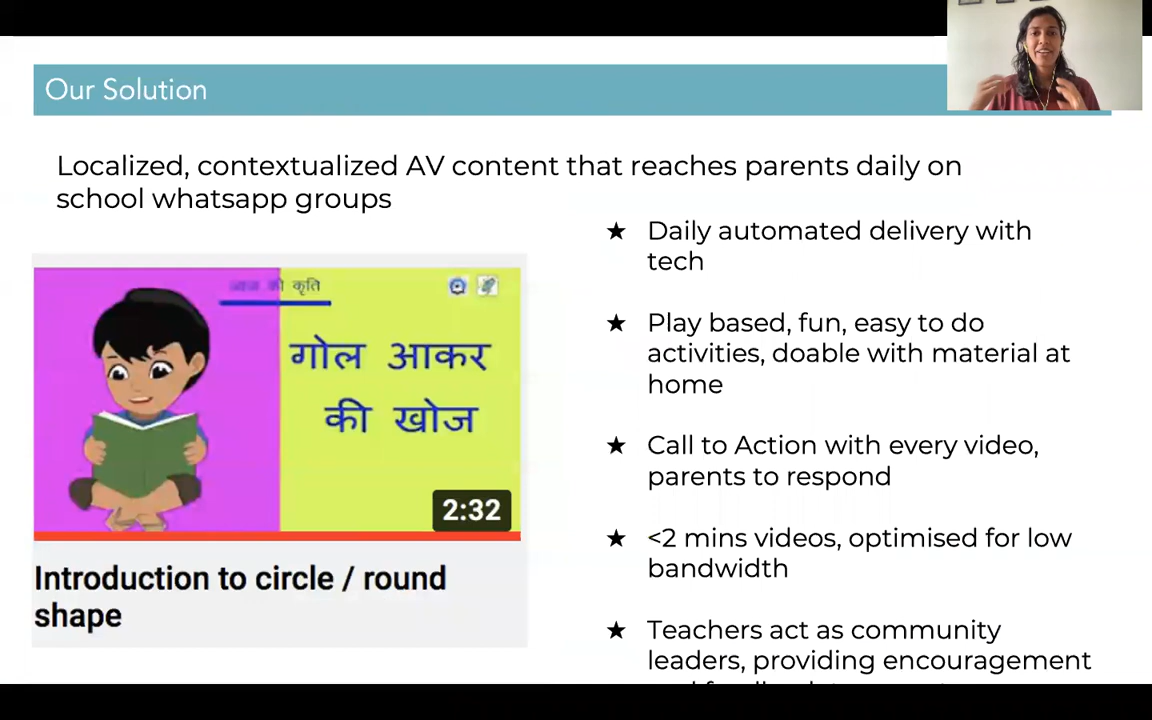 Our Solution
Localized, contextualized AV content that reaches parents daily on
school whatsapp groups
★ Daily automated delivery with
tech
★ Play based, fun, easy to do
activities, doable with material at
home
★ Call to Action with every video,
parents to respond
★ <2 mins videos, optimised for low
bandwidth
★ Teachers act as community
leaders, providing encouragement
आज की कृति
गोल आकर
की खोज
2:32
Introduction to circle / round
shape